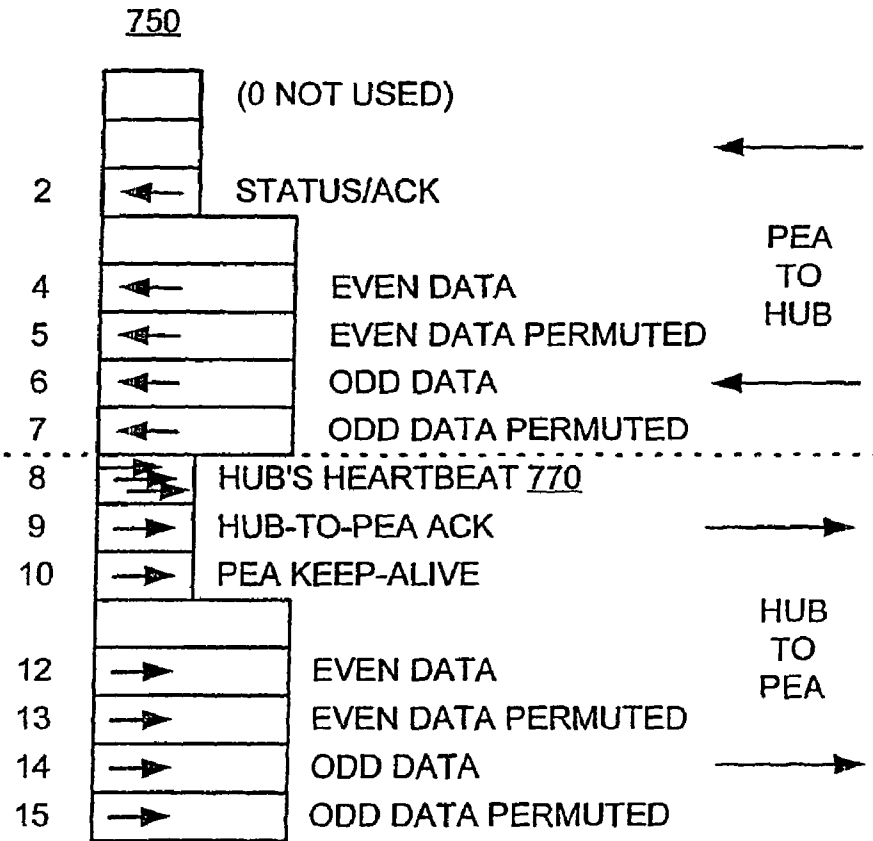 750
(0 NOT USED)
2 STATUS/ACK
PEA
TO
HUB
4 EVEN DATA
5 EVEN DATA PERMUTED
6 ODD DATA
7 ODD DATA PERMUTED
8 HUB'S HEARTBEAT 770
9 HUB-TO-PEA ACK
10 PEA KEEP-ALIVE
HUB
TO
PEA
12 EVEN DATA
13 EVEN DATA PERMUTED
14 ODD DATA
15 ODD DATA PERMUTED